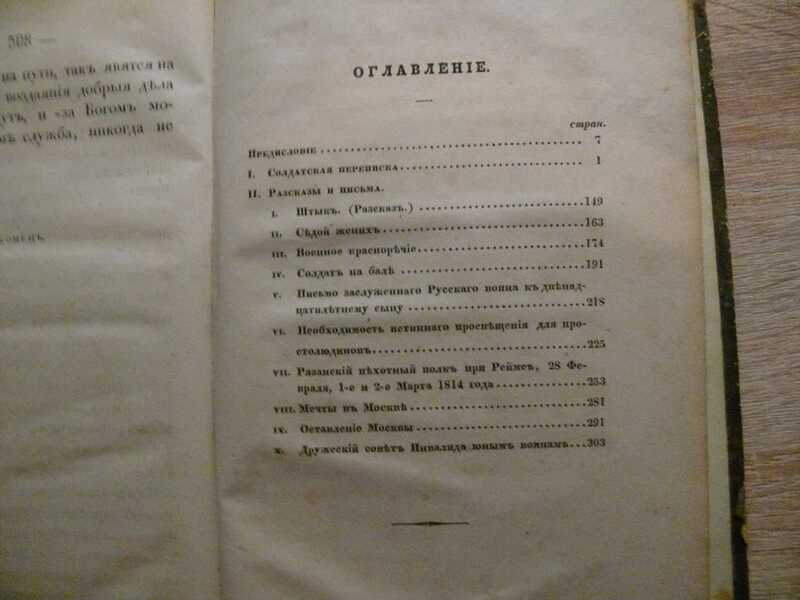 508 —
на пути, такъ явятся на
воздаянія добрыя дѣла
и «за Богомъ мо-
служба, никогда не
ОГЛАВЛЕНІЕ.
стран.
Предисловіе 7
I. Солдатская переписка 1
II. Разсказы и письма.
I. Штыкъ. (Разсказъ.) 149
II. Сѣдой женихъ 163
III. Военное краснорѣчіе 174
IV. Солдатъ на балѣ 191
V. Письмо заслуженнаго Русскаго воина къ двѣнад-
цатилѣтнему сыну 218
VI. Необходимость истиннаго просвѣщенія для про-
столюдиновъ 225
VII. Рязанскій пѣхотный полкъ при Реймсѣ, 28 Фе-
враля, 1-е и 2-е Марта 1814 года 253
VIII. Мечты въ Москвѣ 281
IX. Оставленіе Москвы 291
X. Дружескій совѣтъ Инвалида юнымъ воинамъ 303